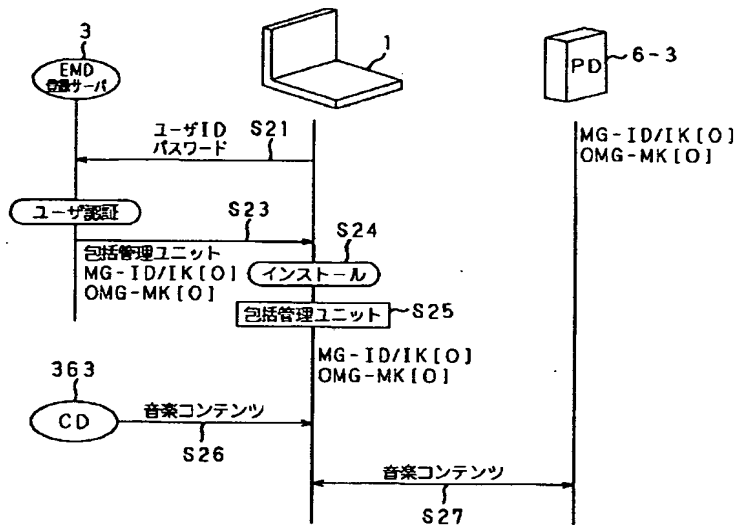 3
EMD
登録サーバ
1
PD
6-3
MG-ID/IK[O]
OMG-MK[O]
ユーザID
パスワード
S21
ユーザ認証
S23
包括管理ユニット
MG-ID/IK[O]
OMG-MK[O]
S24
インストール
包括管理ユニット
S25
MG-ID/IK[O]
OMG-MK[O]
363
CD
音楽コンテンツ
S26
音楽コンテンツ
S27